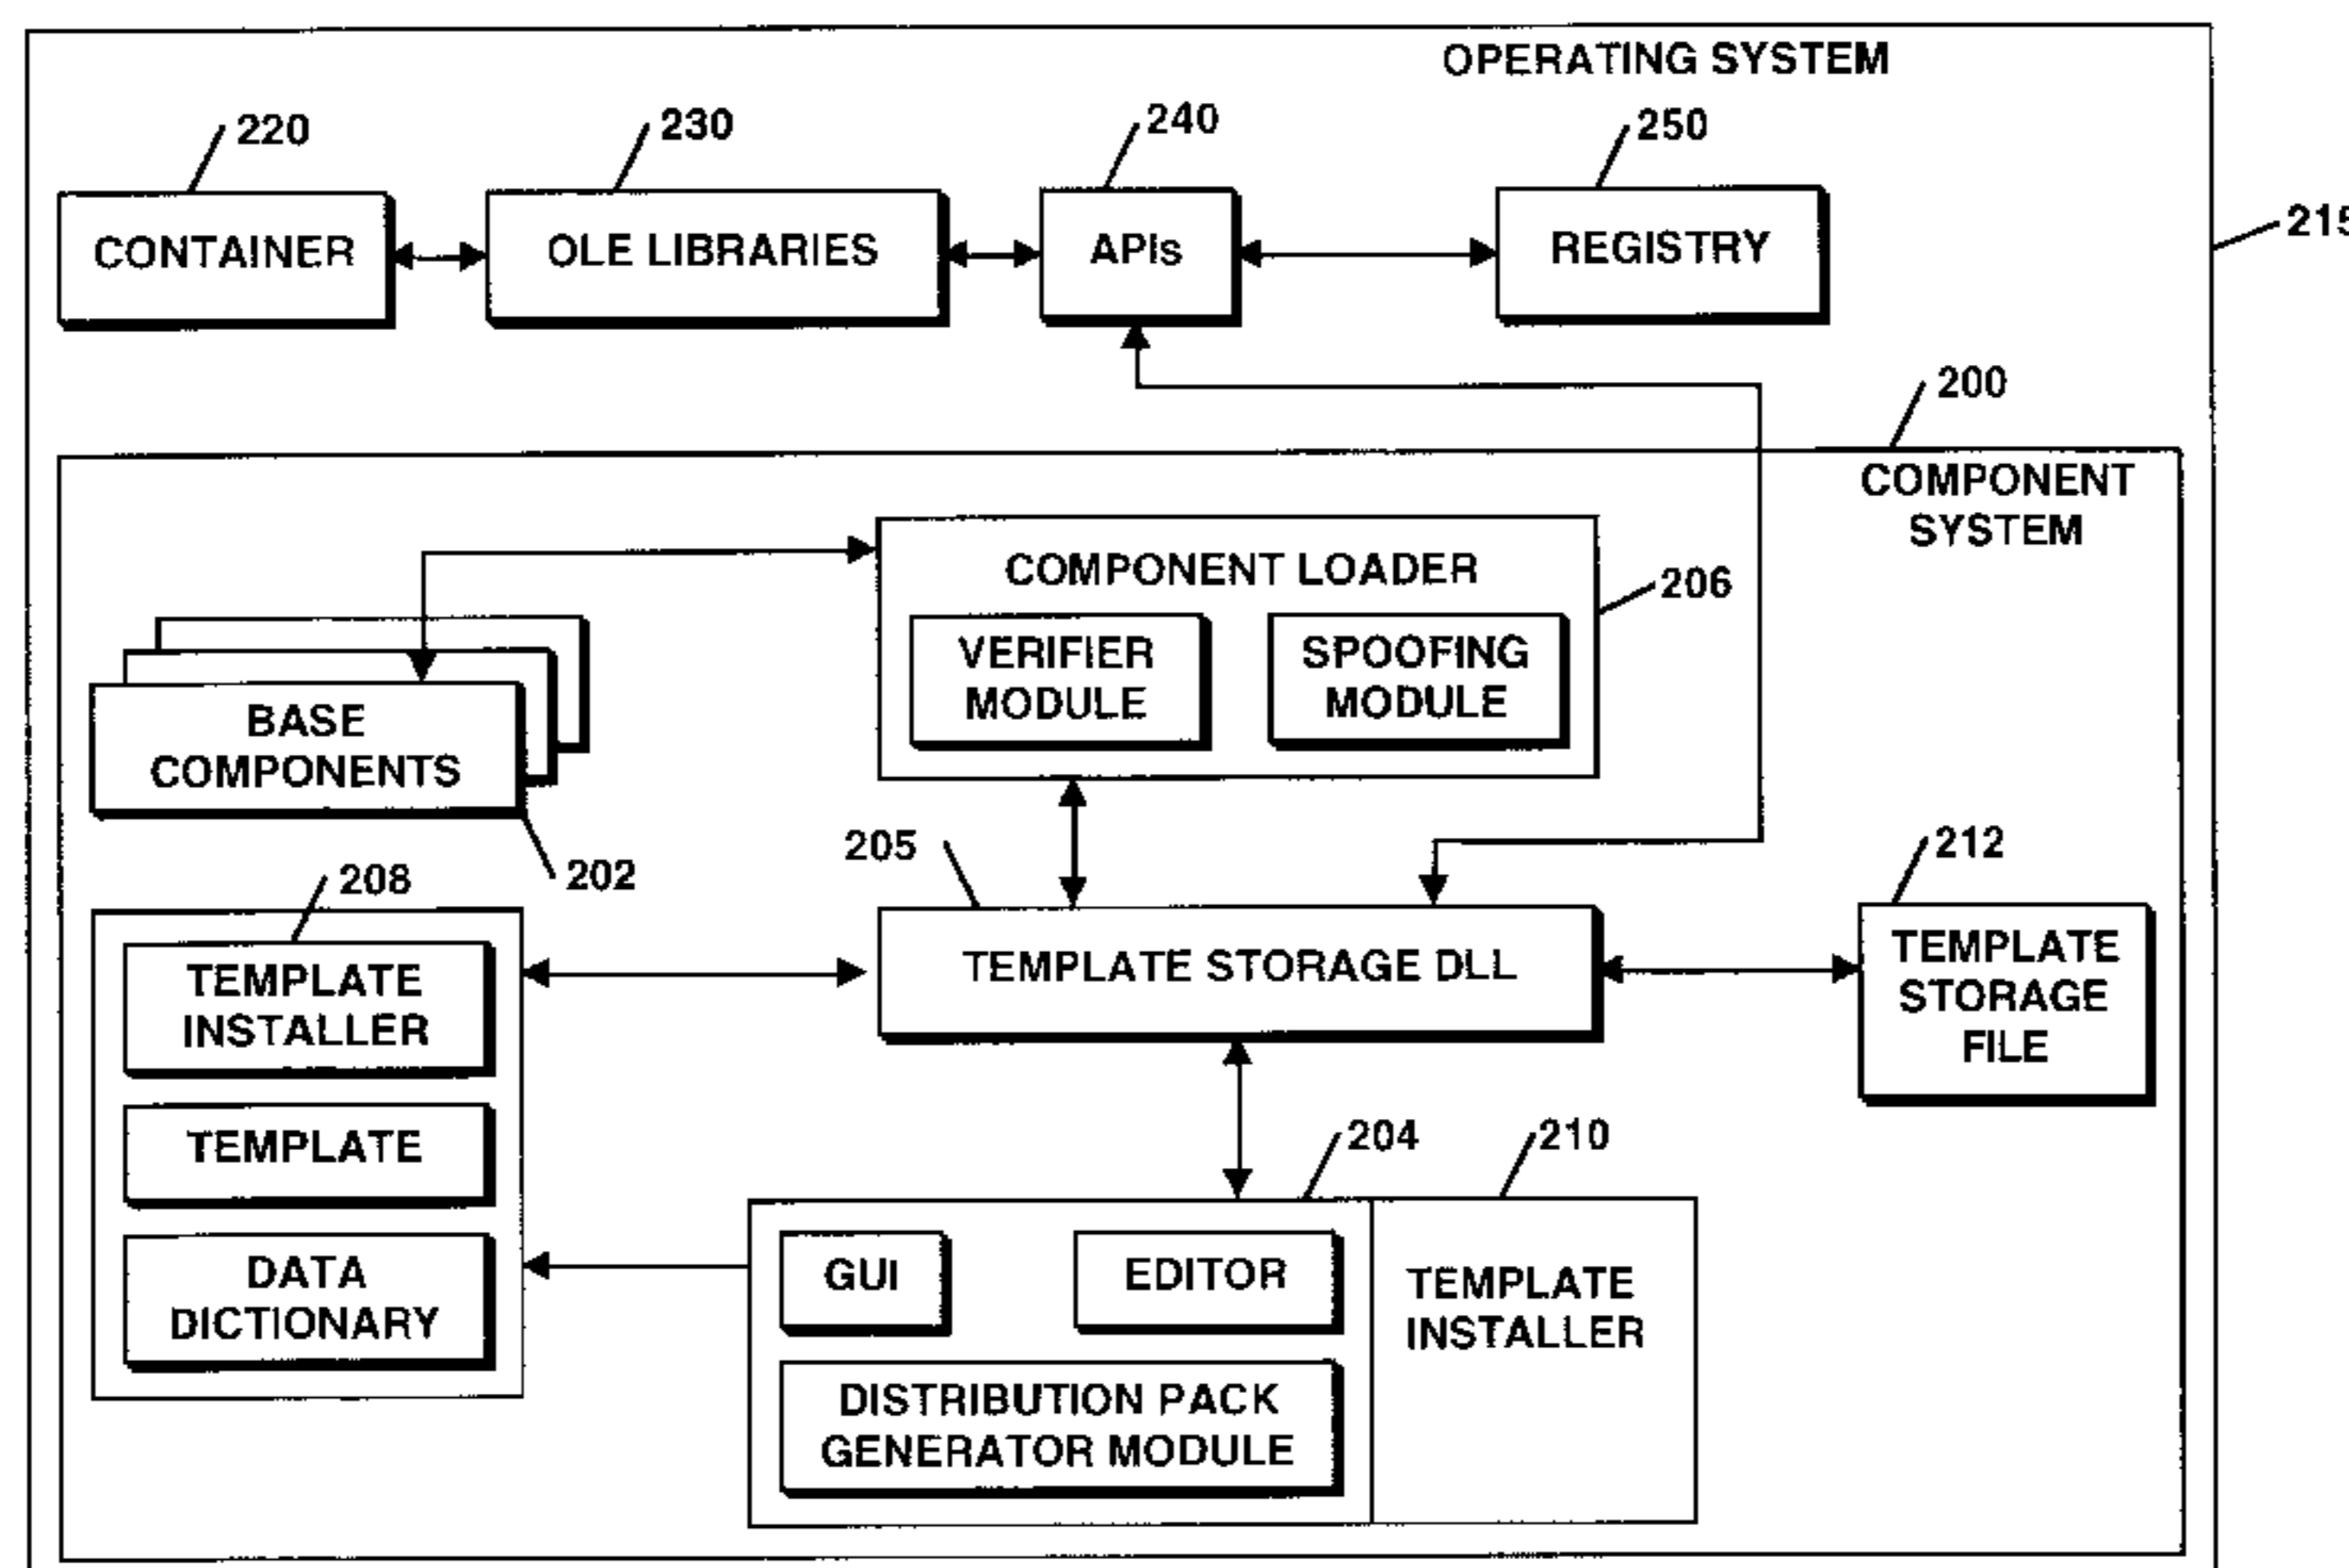 OPERATING SYSTEM
220
230
240
250
CONTAINER
OLE LIBRARIES
APIs
REGISTRY
215
200
COMPONENT
SYSTEM
COMPONENT LOADER
206
VERIFIER
MODULE
SPOOFING
MODULE
BASE
COMPONENTS
202
205
212
208
TEMPLATE
INSTALLER
TEMPLATE STORAGE DLL
TEMPLATE
STORAGE
FILE
TEMPLATE
204
210
DATA
DICTIONARY
GUI
EDITOR
TEMPLATE
INSTALLER
DISTRIBUTION PACK
GENERATOR MODULE